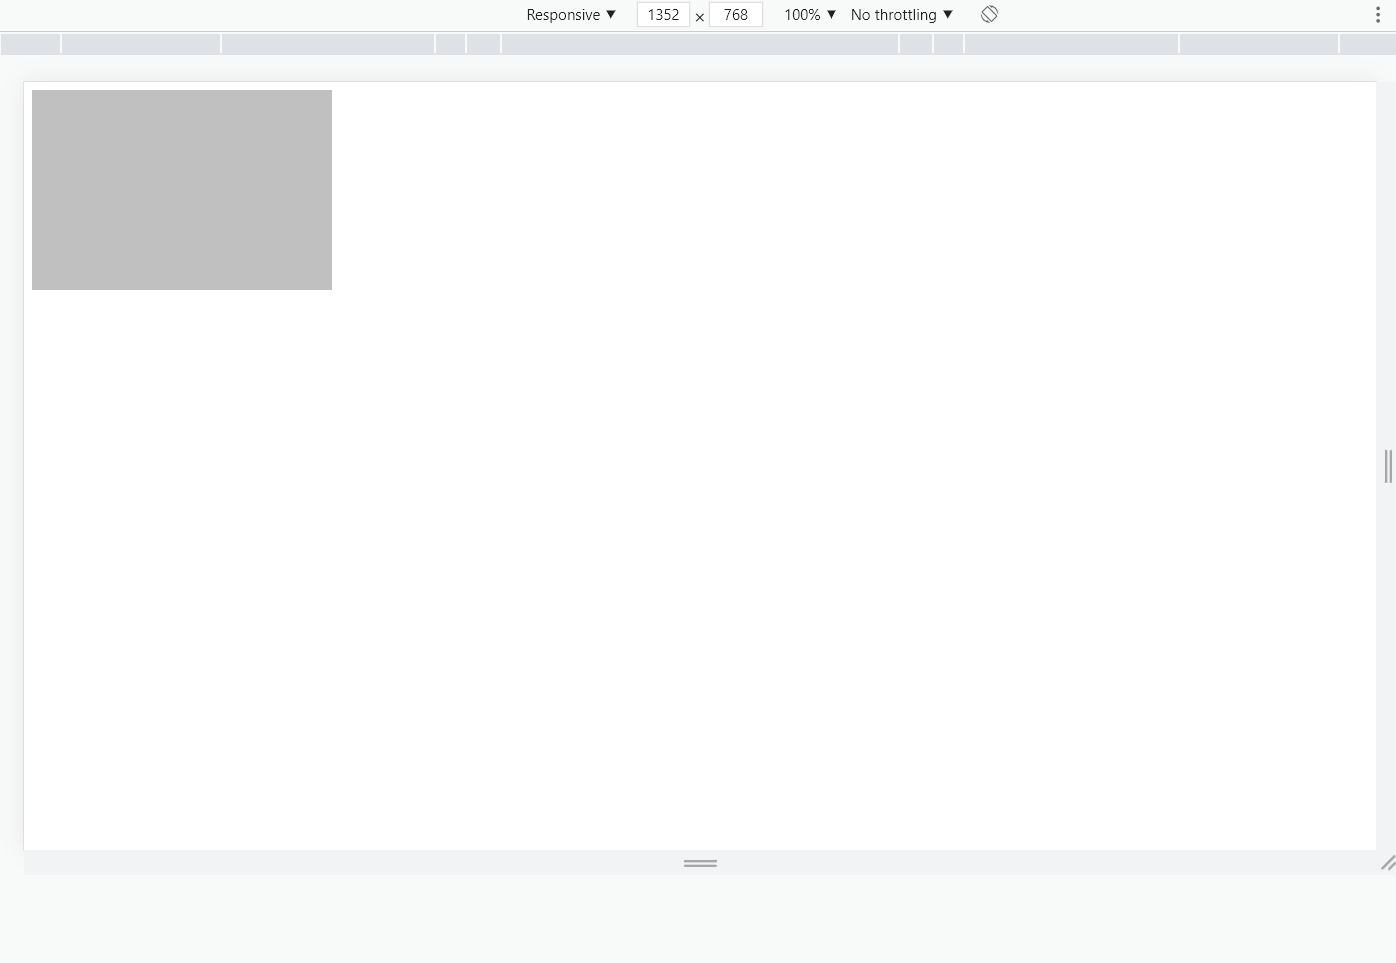 Responsive ▼ 1352 × 768 100% ▼ No throttling ▼